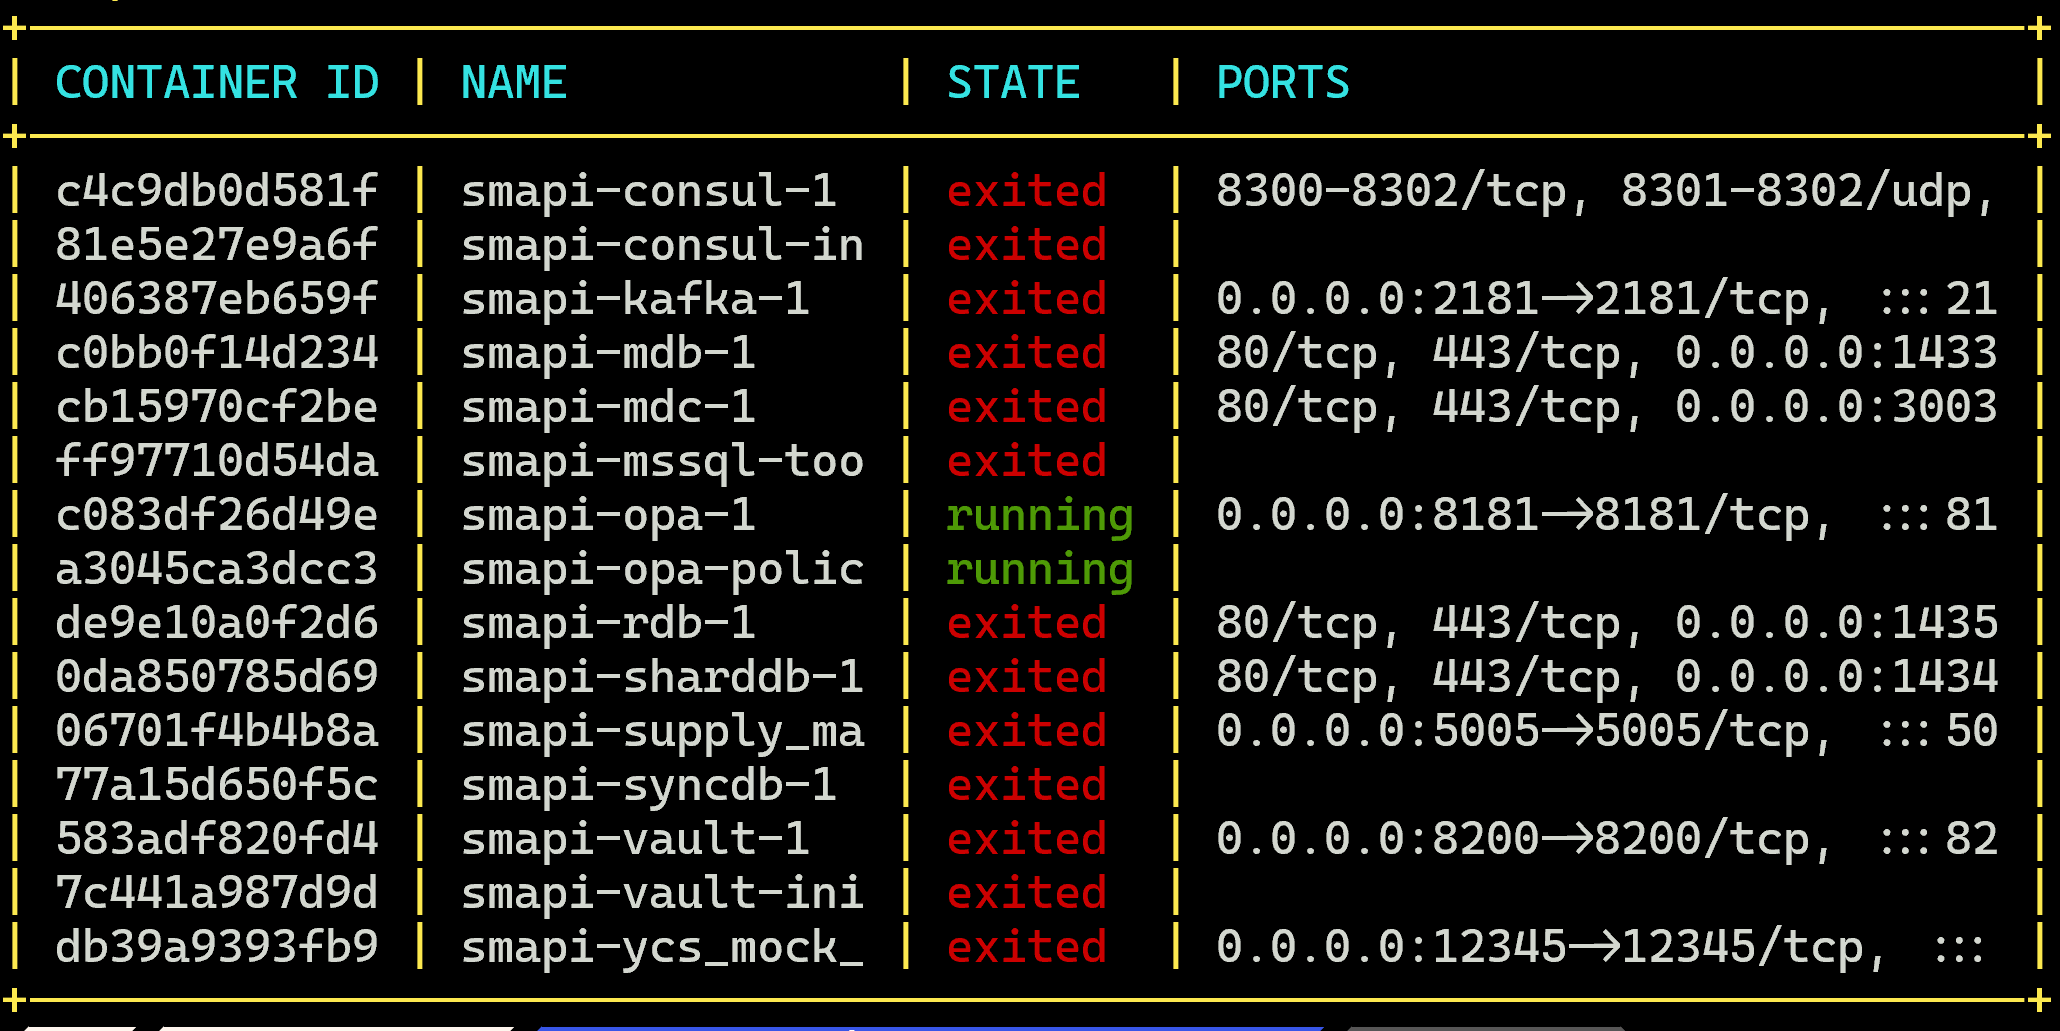 CONTAINER ID | NAME | STATE | PORTS
c4c9db0d581f | smapi-consul-1 | exited | 8300-8302/tcp, 8301-8302/udp,
81e5e27e9a6f | smapi-consul-in | exited |
406387eb659f | smapi-kafka-1 | exited | 0.0.0.0:2181->2181/tcp, :::21
c0bb0f14d234 | smapi-mdb-1 | exited | 80/tcp, 443/tcp, 0.0.0.0:1433
cb15970cf2be | smapi-mdc-1 | exited | 80/tcp, 443/tcp, 0.0.0.0:3003
ff97710d54da | smapi-mssql-too | exited |
c083df26d49e | smapi-opa-1 | running | 0.0.0.0:8181->8181/tcp, :::81
a3045ca3dcc3 | smapi-opa-polic | running |
de9e10a0f2d6 | smapi-rdb-1 | exited | 80/tcp, 443/tcp, 0.0.0.0:1435
0da850785d69 | smapi-sharddb-1 | exited | 80/tcp, 443/tcp, 0.0.0.0:1434
06701f4b4b8a | smapi-supply_ma | exited | 0.0.0.0:5005->5005/tcp, :::50
77a15d650f5c | smapi-syncdb-1 | exited |
583adf820fd4 | smapi-vault-1 | exited | 0.0.0.0:8200->8200/tcp, :::82
7c441a987d9d | smapi-vault-ini | exited |
db39a9393fb9 | smapi-ycs_mock_ | exited | 0.0.0.0:12345->12345/tcp, :::